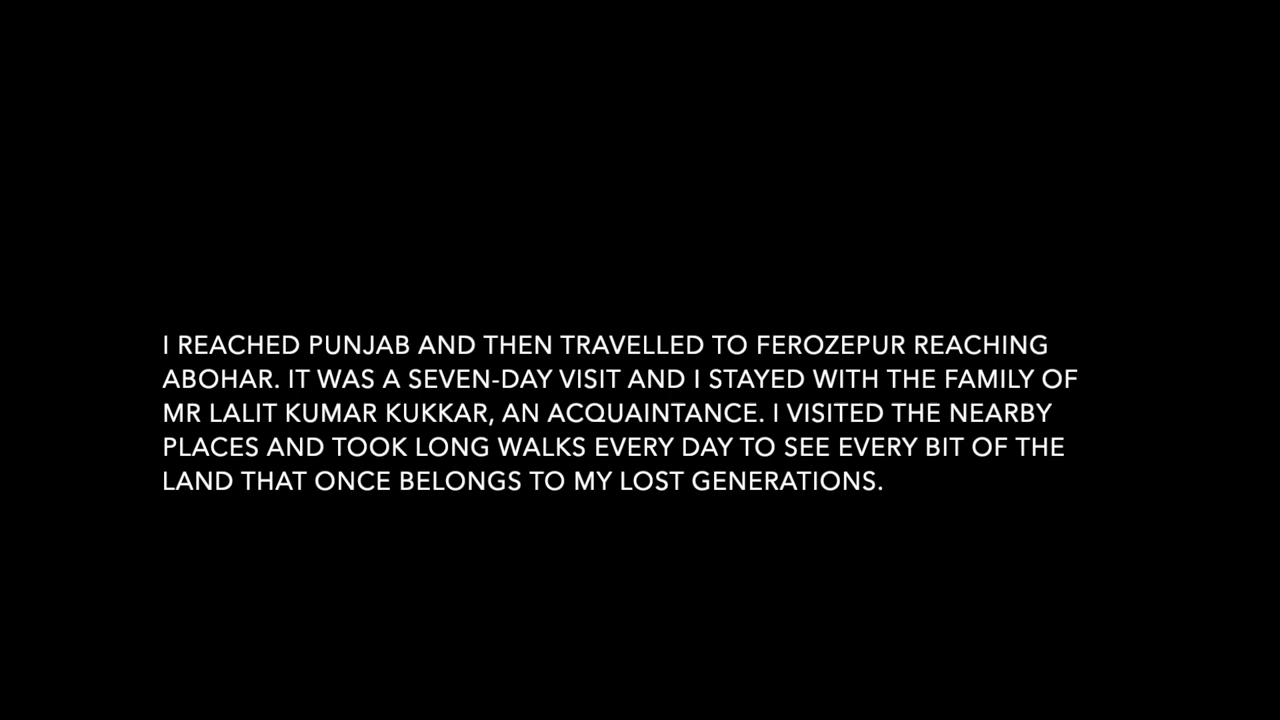 I REACHED PUNJAB AND THEN TRAVELLED TO FEROZEPUR REACHING
ABOHAR. IT WAS A SEVEN-DAY VISIT AND I STAYED WITH THE FAMILY OF
MR LALIT KUMAR KUKKAR, AN ACQUAINTANCE. I VISITED THE NEARBY
PLACES AND TOOK LONG WALKS EVERY DAY TO SEE EVERY BIT OF THE
LAND THAT ONCE BELONGS TO MY LOST GENERATIONS.